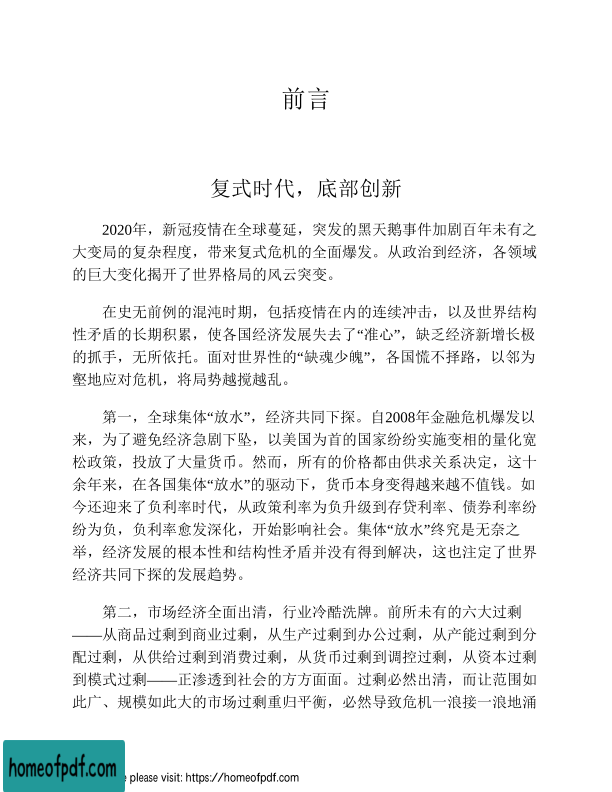 前言
复式时代，底部创新
2020年，新冠疫情在全球蔓延，突发的黑天鹅事件加剧百年未有之
大变局的复杂程度，带来复式危机的全面爆发。从政治到经济，各领域
的巨大变化揭开了世界格局的风云突变。
在史无前例的混沌时期，包括疫情在内的连续冲击，以及世界结构
性矛盾的长期积累，使各国经济发展失去了“准心”，缺乏经济新增长极
的抓手，无所依托。面对世界性的“缺魂少魄”，各国慌不择路，以邻为
壑地应对危机，将局势越搅越乱。
第一，全球集体“放水”，经济共同下探。自2008年金融危机爆发以
来，为了避免经济急剧下坠，以美国为首的国家纷纷实施变相的量化宽
松政策，投放了大量货币。然而，所有的价格都由供求关系决定，这十
余年来，在各国集体“放水”的驱动下，货币本身变得越来越不值钱。如
今还迎来了负利率时代，从政策利率为负升级到存贷利率、债券利率纷
纷为负，负利率愈发深化，开始影响社会。集体“放水”终究是无奈之
举，经济发展的根本性和结构性矛盾并没有得到解决，这也注定了世界
经济共同下探的发展趋势。
第二，市场经济全面出清，行业冷酷洗牌。前所未有的六大过剩
——从商品过剩到商业过剩，从生产过剩到办公过剩，从产能过剩到分
配过剩，从供给过剩到消费过剩，从货币过剩到调控过剩，从资本过剩
到模式过剩——正渗透到社会的方方面面。过剩必然出清，而让范围如
此广、规模如此大的市场过剩重归平衡，必然导致危机一浪接一浪地涌
homeofpdf.com
e please visit: https://homeofpdf.com